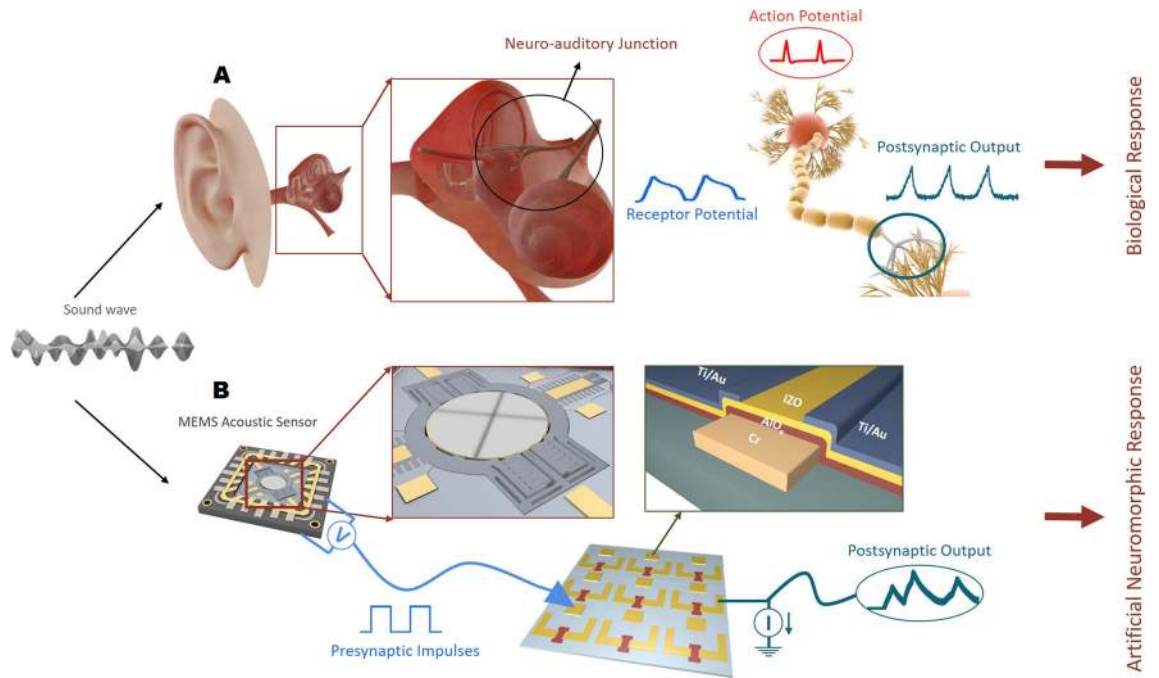 Action Potential
Neuro-auditory Junction
A
Postsynaptic Output
Receptor Potential
Biological Response
Sound wave
B
MEMS Acoustic Sensor
Ti/Au
IZO
AlOₓ
Ti/Au
Cr
V
Postsynaptic Output
I
Presynaptic Impulses
Artificial Neuromorphic Response